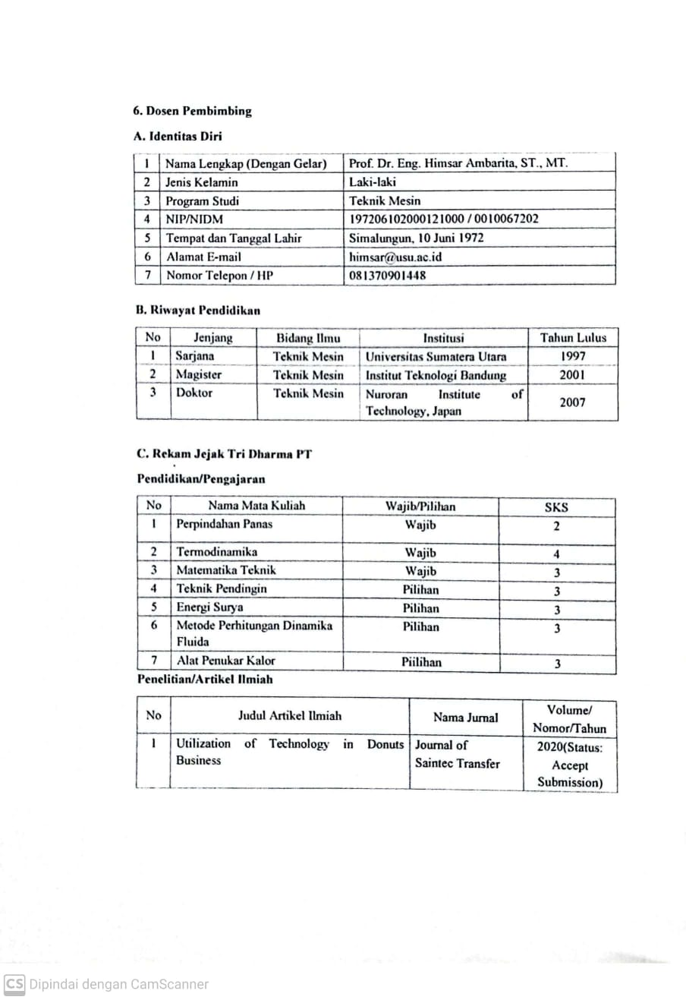 6. Dosen Pembimbing
A. Identitas Diri
1 Nama Lengkap (Dengan Gelar) Prof. Dr. Eng. Himsar Ambarita, ST., MT.
2 Jenis Kelamin Laki-laki
3 Program Studi Teknik Mesin
4 NIP/NIDM 197206102000121000 / 0010067202
5 Tempat dan Tanggal Lahir Simalungun, 10 Juni 1972
6 Alamat E-mail himsar@usu.ac.id
7 Nomor Telepon / HP 081370901448
B. Riwayat Pendidikan
No Jenjang Bidang Ilmu Institusi Tahun Lulus
1 Sarjana Teknik Mesin Universitas Sumatera Utara 1997
2 Magister Teknik Mesin Institut Teknologi Bandung 2001
3 Doktor Teknik Mesin Nuroran Institute of
Technology, Japan 2007
C. Rekam Jejak Tri Dharma PT
Pendidikan/Pengajaran
No Nama Mata Kuliah Wajib/Pilihan SKS
1 Perpindahan Panas Wajib 2
2 Termodinamika Wajib 4
3 Matematika Teknik Wajib 3
4 Teknik Pendingin Pilihan 3
5 Energi Surya Pilihan 3
6 Metode Perhitungan Dinamika Pilihan 3
Fluida
7 Alat Penukar Kalor Piilihan 3
Penelitian/Artikel Ilmiah
No Judul Artikel Ilmiah Nama Jurnal Volume/
Nomor/Tahun
1 Utilization of Technology in Donuts Journal of 2020(Status:
Business Saintec Transfer Accept
Submission)
CS Dipindai dengan CamScanner